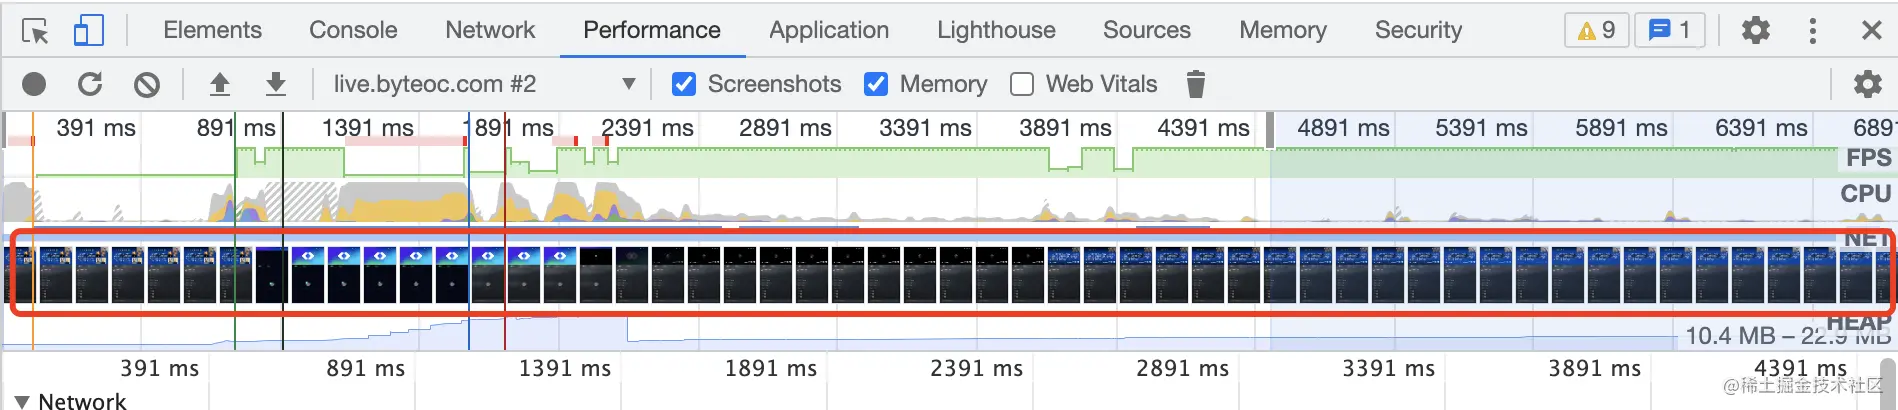 Elements Console Network Performance Application Lighthouse Sources Memory Security 9 1
live.byteoc.com #2 Screenshots Memory Web Vitals
391 ms 891 ms 1391 ms 1891 ms 2391 ms 2891 ms 3391 ms 3891 ms 4391 ms 4891 ms 5391 ms 5891 ms 6391 ms 6891
FPS
CPU
NET
HEAP
10.4 MB – 22.9 MB
391 ms 891 ms 1391 ms 1891 ms 2391 ms 2891 ms 3391 ms 3891 ms 4391 ms
@稀土掘金技术社区
Network